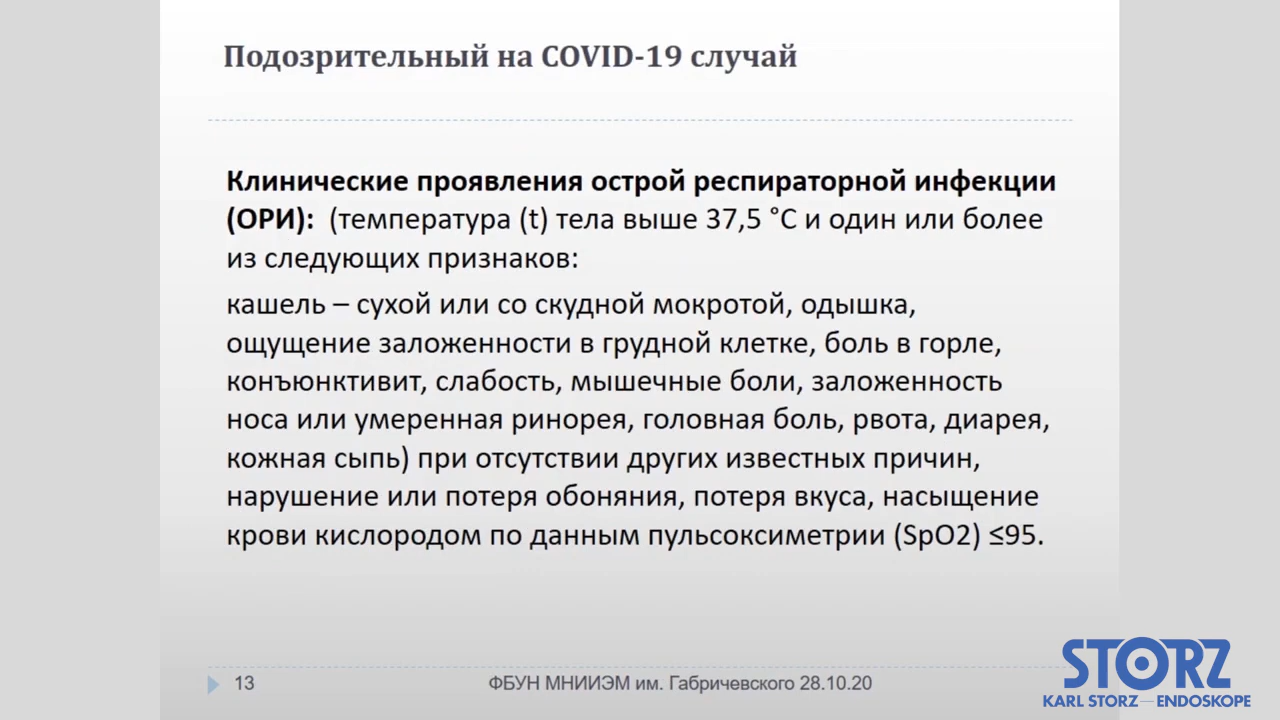 Подозрительный на COVID-19 случай
Клинические проявления острой респираторной инфекции
(ОРИ): (температура (t) тела выше 37,5 °C и один или более
из следующих признаков:
кашель – сухой или со скудной мокротой, одышка,
ощущение заложенности в грудной клетке, боль в горле,
конъюнктивит, слабость, мышечные боли, заложенность
носа или умеренная ринорея, головная боль, рвота, диарея,
кожная сыпь) при отсутствии других известных причин,
нарушение или потеря обоняния, потеря вкуса, насыщение
крови кислородом по данным пульсоксиметрии (SpO2) ≤95.
13
ФБУН МНИИЭМ им. Габричевского 28.10.20
STORZ
KARL STORZ — ENDOSKOPE